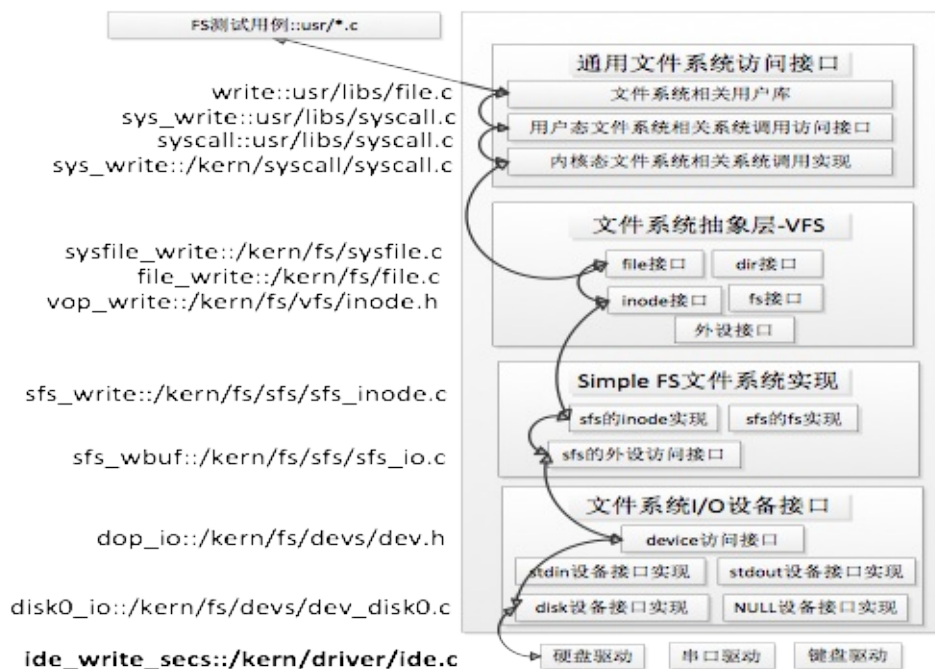 FS测试用例::usr/*.c
通用文件系统访问接口
write::usr/libs/file.c
文件系统相关用户库
sys_write::usr/libs/syscall.c
用户态文件系统相关系统调用访问接口
syscall::usr/libs/syscall.c
sys_write::/kern/syscall/syscall.c
内核态文件系统相关系统调用实现
文件系统抽象层-VFS
sysfile_write::/kern/fs/sysfile.c
file接口 dir接口
file_write::/kern/fs/file.c
vop_write::/kern/fs/vfs/inode.h
inode接口 fs接口
外设接口
Simple FS文件系统实现
sfs_write::/kern/fs/sfs/sfs_inode.c
sfs的inode实现 sfs的fs实现
sfs_wbuf::/kern/fs/sfs/sfs_io.c
sfs的外设访问接口
文件系统I/O设备接口
dop_io::/kern/fs/devs/dev.h
device访问接口
stdin设备接口实现 stdout设备接口实现
disk0_io::/kern/fs/devs/dev_disk0.c
disk设备接口实现 NULL设备接口实现
ide_write_secs::/kern/driver/ide.c
硬盘驱动 串口驱动 键盘驱动